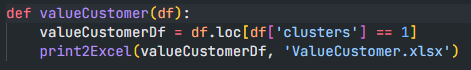 def valueCustomer(df):
    valueCustomerDf = df.loc[df['clusters'] == 1]
    print2Excel(valueCustomerDf, 'ValueCustomer.xlsx')